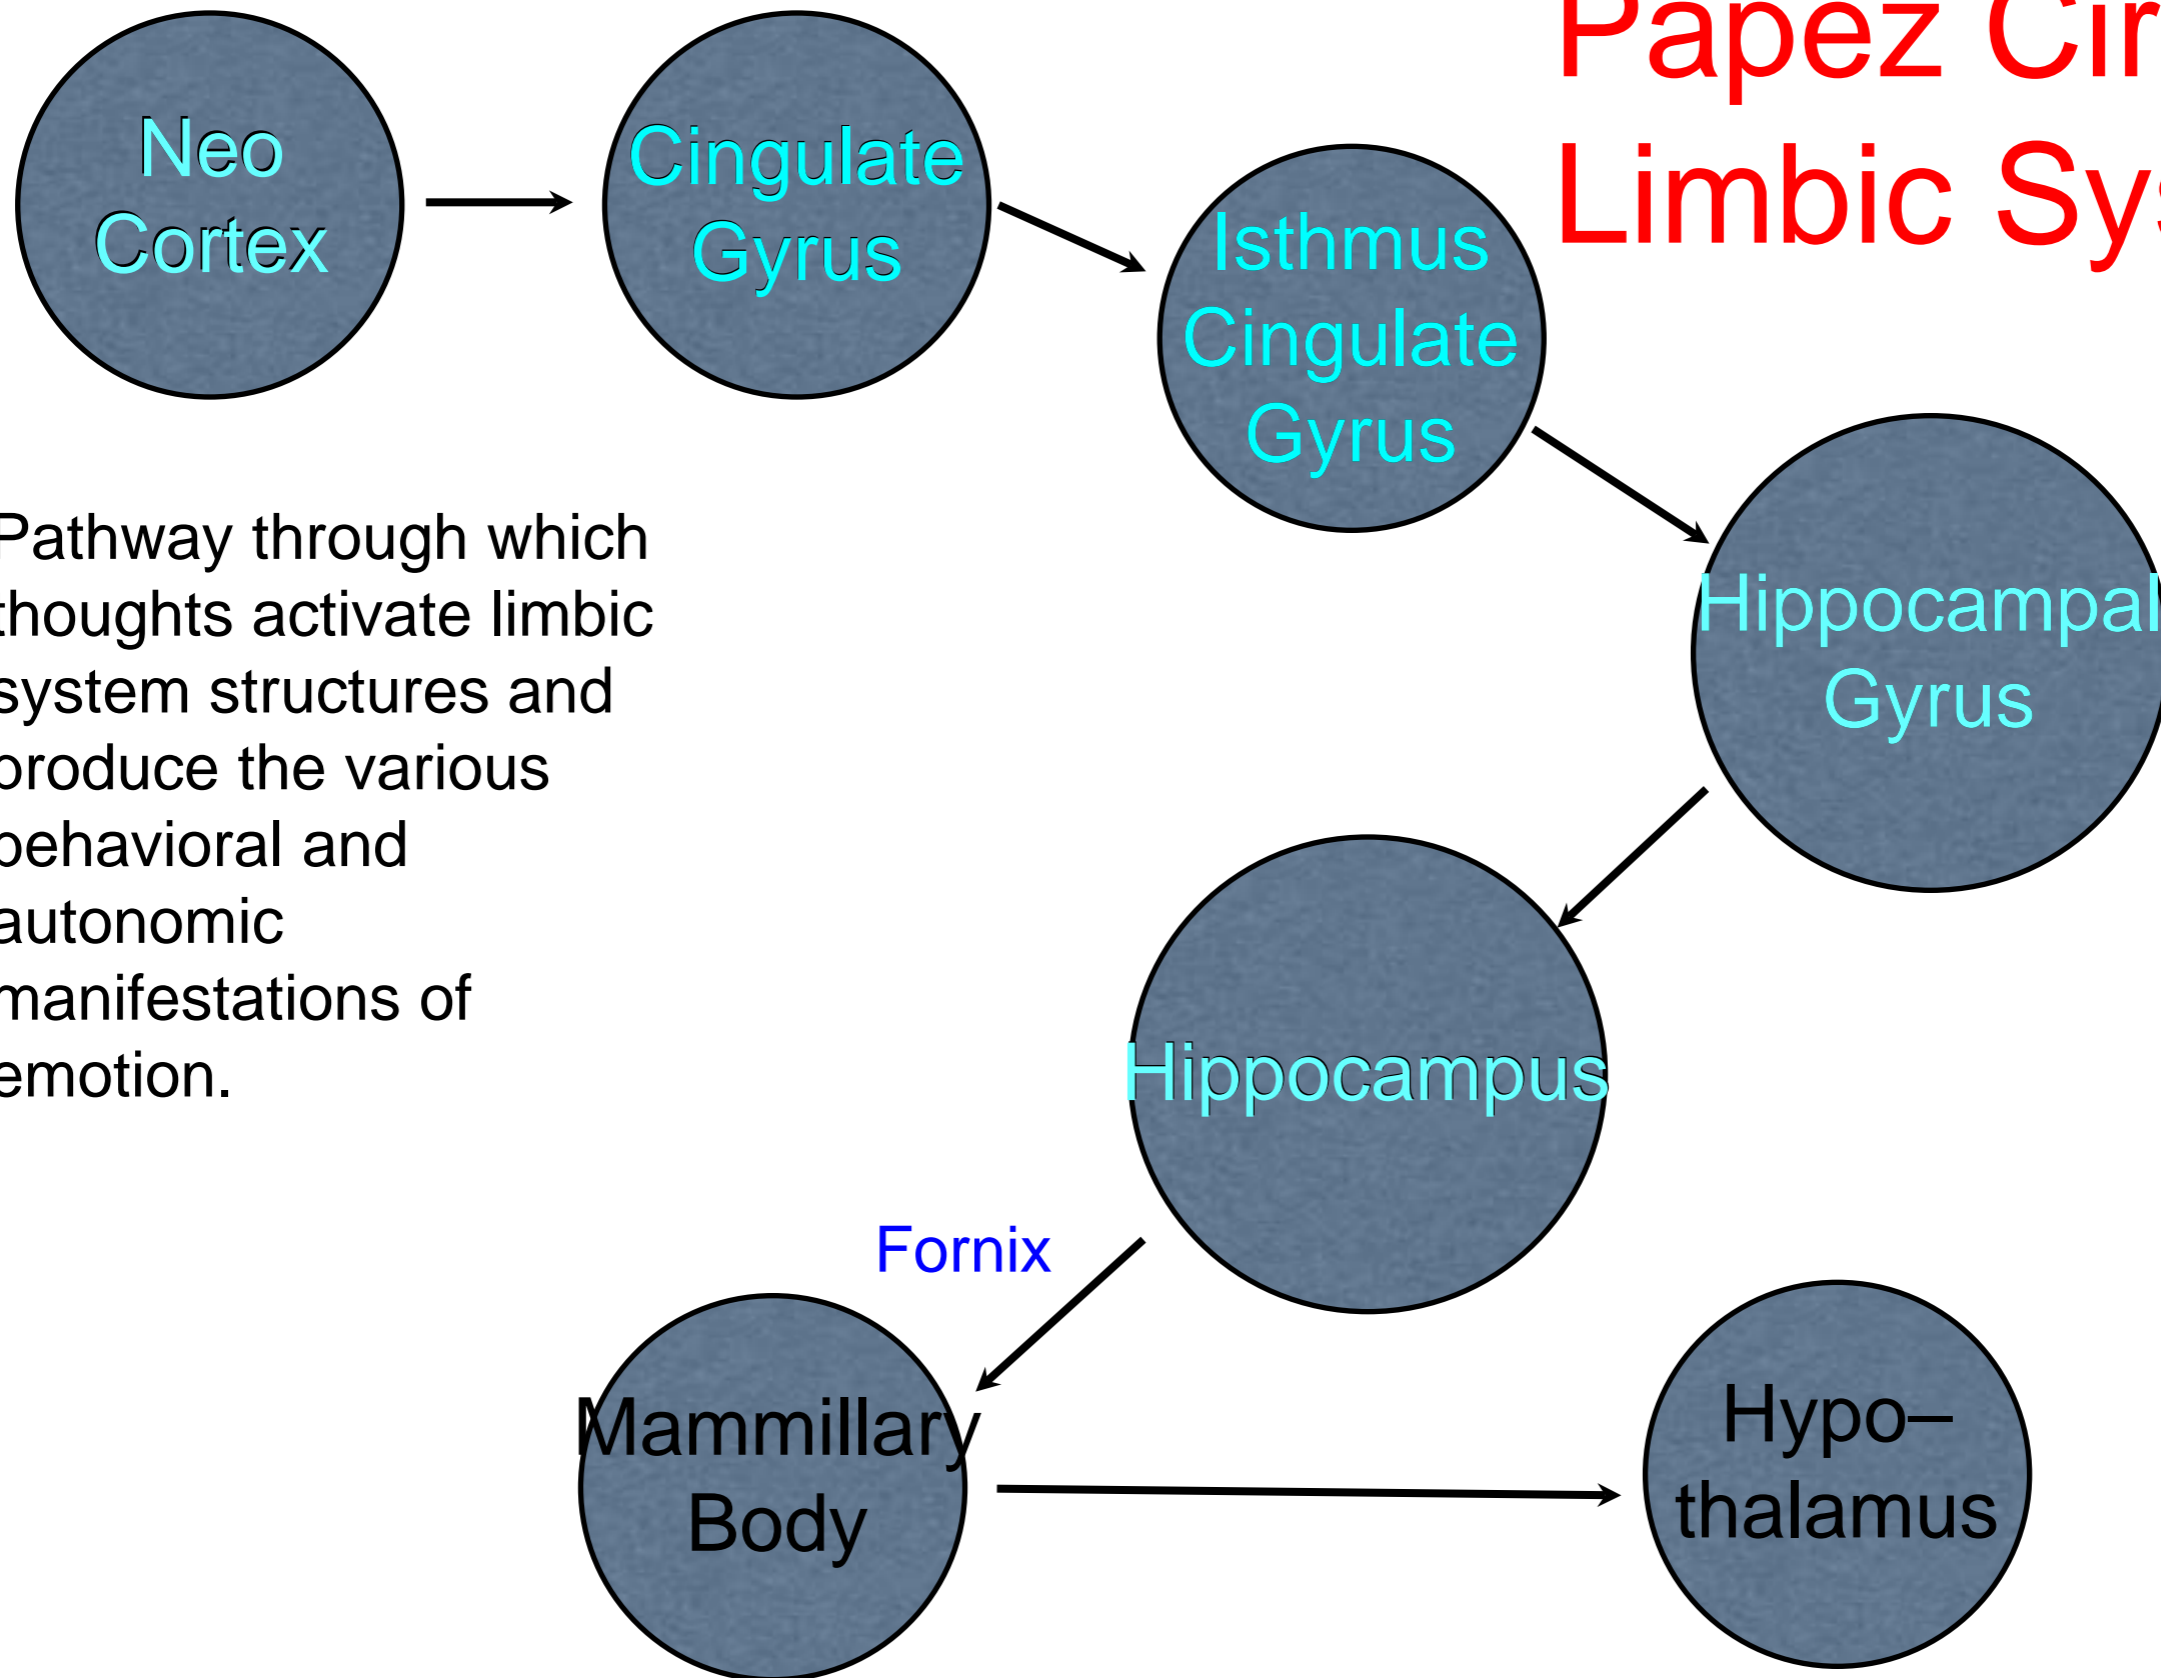 Papez Cir
Limbic Sys
Neo
Cortex
Cingulate
Gyrus
Isthmus
Cingulate
Gyrus
Hippocampal
Gyrus
Pathway through which
thoughts activate limbic
system structures and
produce the various
behavioral and
autonomic
manifestations of
emotion.
Hippocampus
Fornix
Mammillary
Body
Hypo–
thalamus